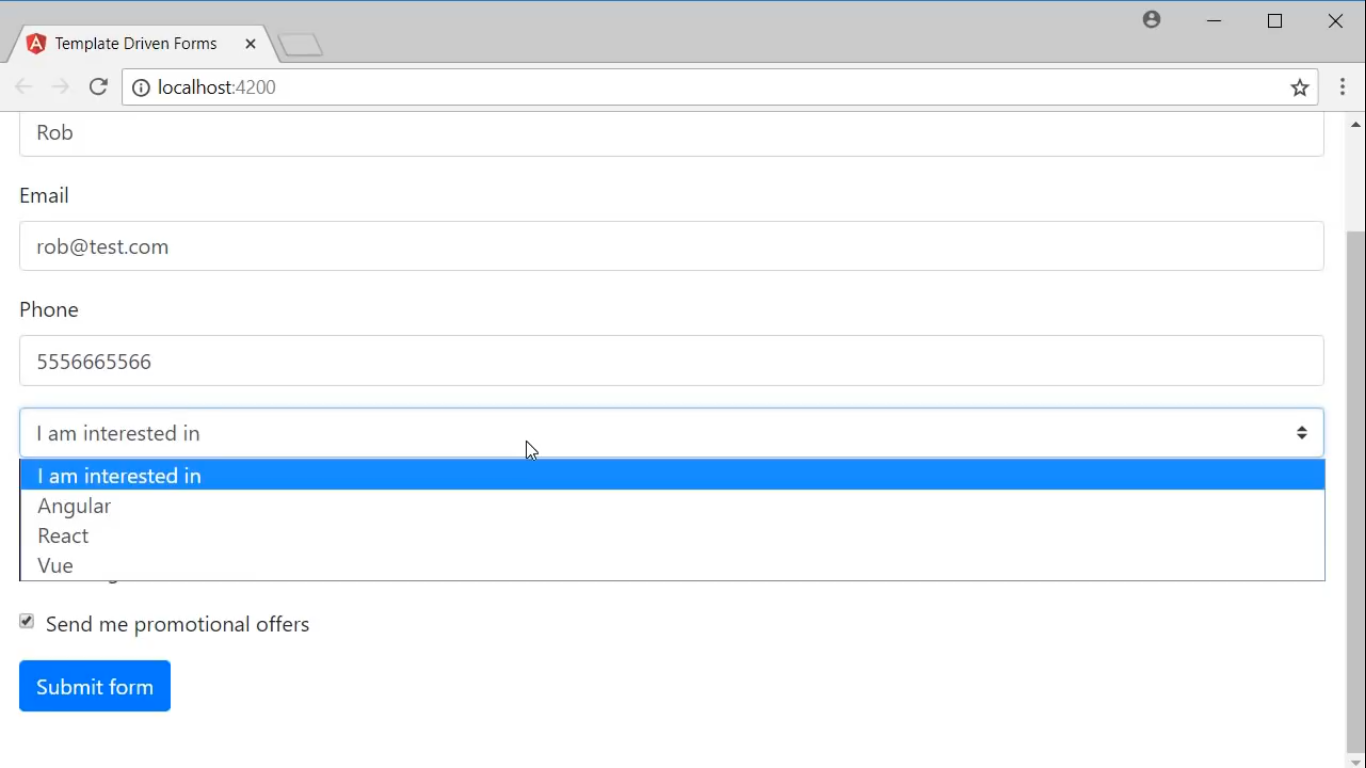 Template Driven Forms
localhost:4200
Rob
Email
rob@test.com
Phone
5556665566
I am interested in
I am interested in
Angular
React
Vue
Send me promotional offers
Submit form